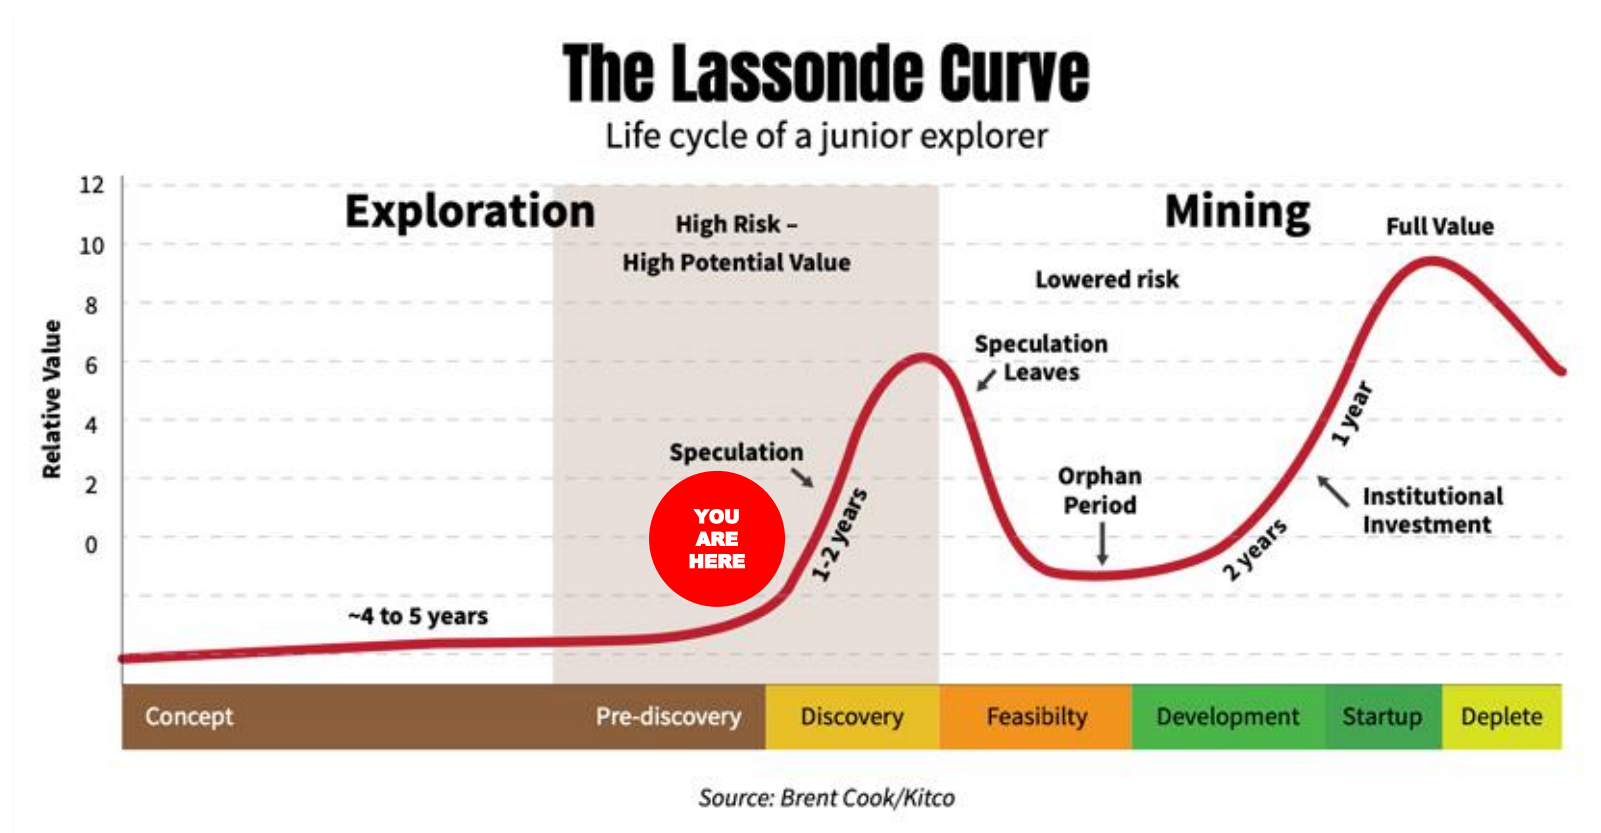 The Lassonde Curve
Life cycle of a junior explorer
Exploration
High Risk –
High Potential Value
Mining
Full Value
Lowered risk
Speculation
Leaves
Speculation
YOU
ARE
HERE
1-2 years
Orphan
Period
1 year
2 years
Institutional
Investment
~4 to 5 years
Relative Value
12
10
8
6
4
2
0
Concept
Pre-discovery
Discovery
Feasibilty
Development
Startup
Deplete
Source: Brent Cook/Kitco